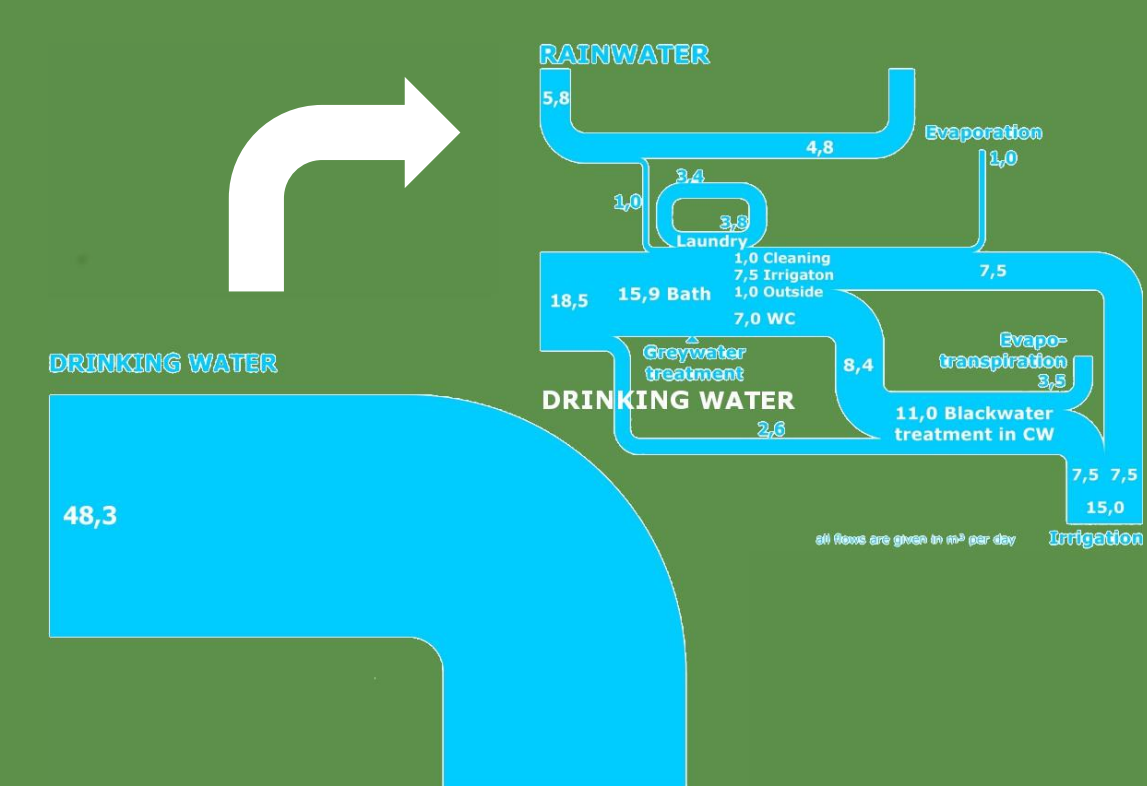 RAINWATER
5,8
4,8
Evaporation
1,0
3,4
1,0
3,8
Laundry
1,0 Cleaning
7,5 Irrigaton
1,0 Outside
7,0 WC
7,5
18,5
15,9 Bath
Greywater
treatment
8,4
Evapo-
transpiration
3,5
DRINKING WATER
11,0 Blackwater
treatment in CW
2,6
7,5 7,5
15,0
all flows are given in m³ per day
Irrigation
DRINKING WATER
48,3